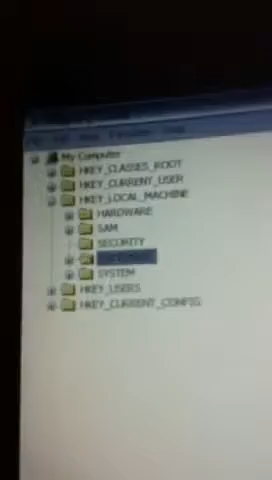 My Computer
HKEY_CLASSES_ROOT
HKEY_CURRENT_USER
HKEY_LOCAL_MACHINE
HARDWARE
SAM
SECURITY
SYSTEM
HKEY_USERS
HKEY_CURRENT_CONFIG